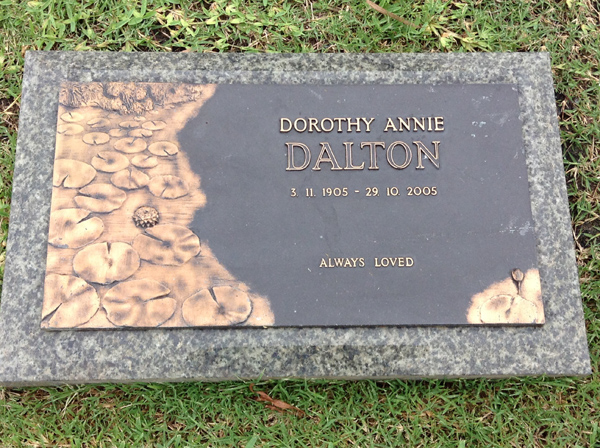 DOROTHY ANNIE
DALTON
3. 11. 1905 - 29. 10. 2005
ALWAYS LOVED